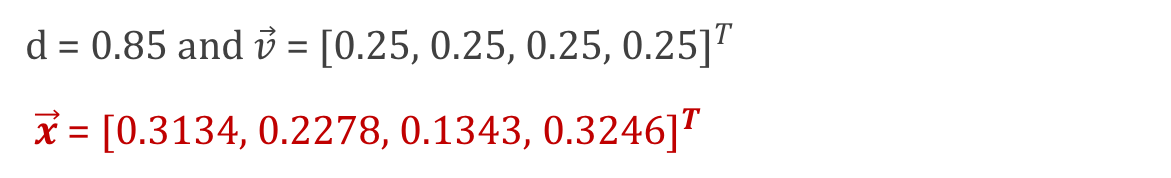 d = 0.85 and v⃗ = [0.25, 0.25, 0.25, 0.25]ᵀ
x⃗ = [0.3134, 0.2278, 0.1343, 0.3246]ᵀ